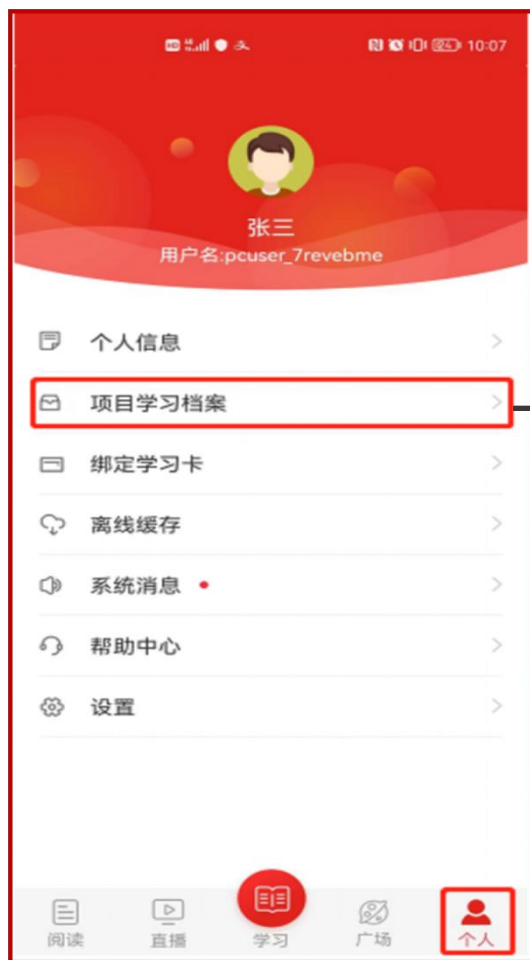 HD 10:07
张三
用户名:pcuser_7revebme
个人信息
项目学习档案
绑定学习卡
离线缓存
系统消息
帮助中心
设置
阅读 直播 学习 广场 个人